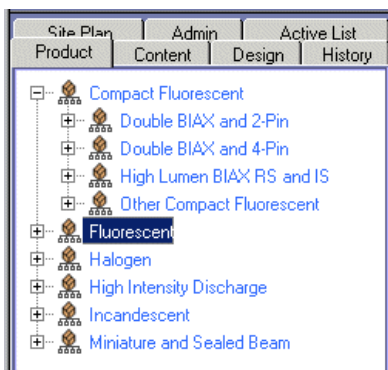 Site Plan Admin Active List
Product Content Design History
Compact Fluorescent
Double BIAX and 2-Pin
Double BIAX and 4-Pin
High Lumen BIAX RS and IS
Other Compact Fluorescent
Fluorescent
Halogen
High Intensity Discharge
Incandescent
Miniature and Sealed Beam